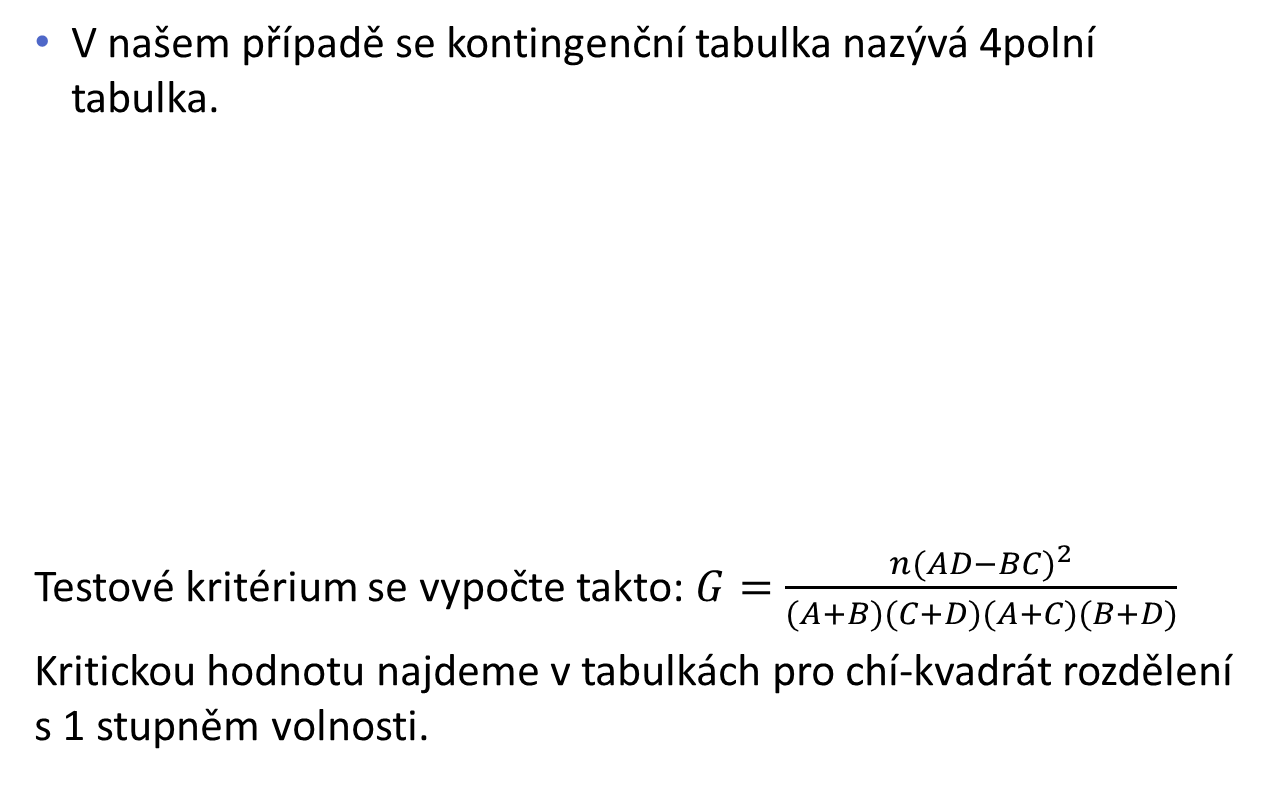 • V našem případě se kontingenční tabulka nazývá 4polní
tabulka.
Testové kritérium se vypočte takto: G = n(AD−BC)² / (A+B)(C+D)(A+C)(B+D)
Kritickou hodnotu najdeme v tabulkách pro chí-kvadrát rozdělení
s 1 stupněm volnosti.